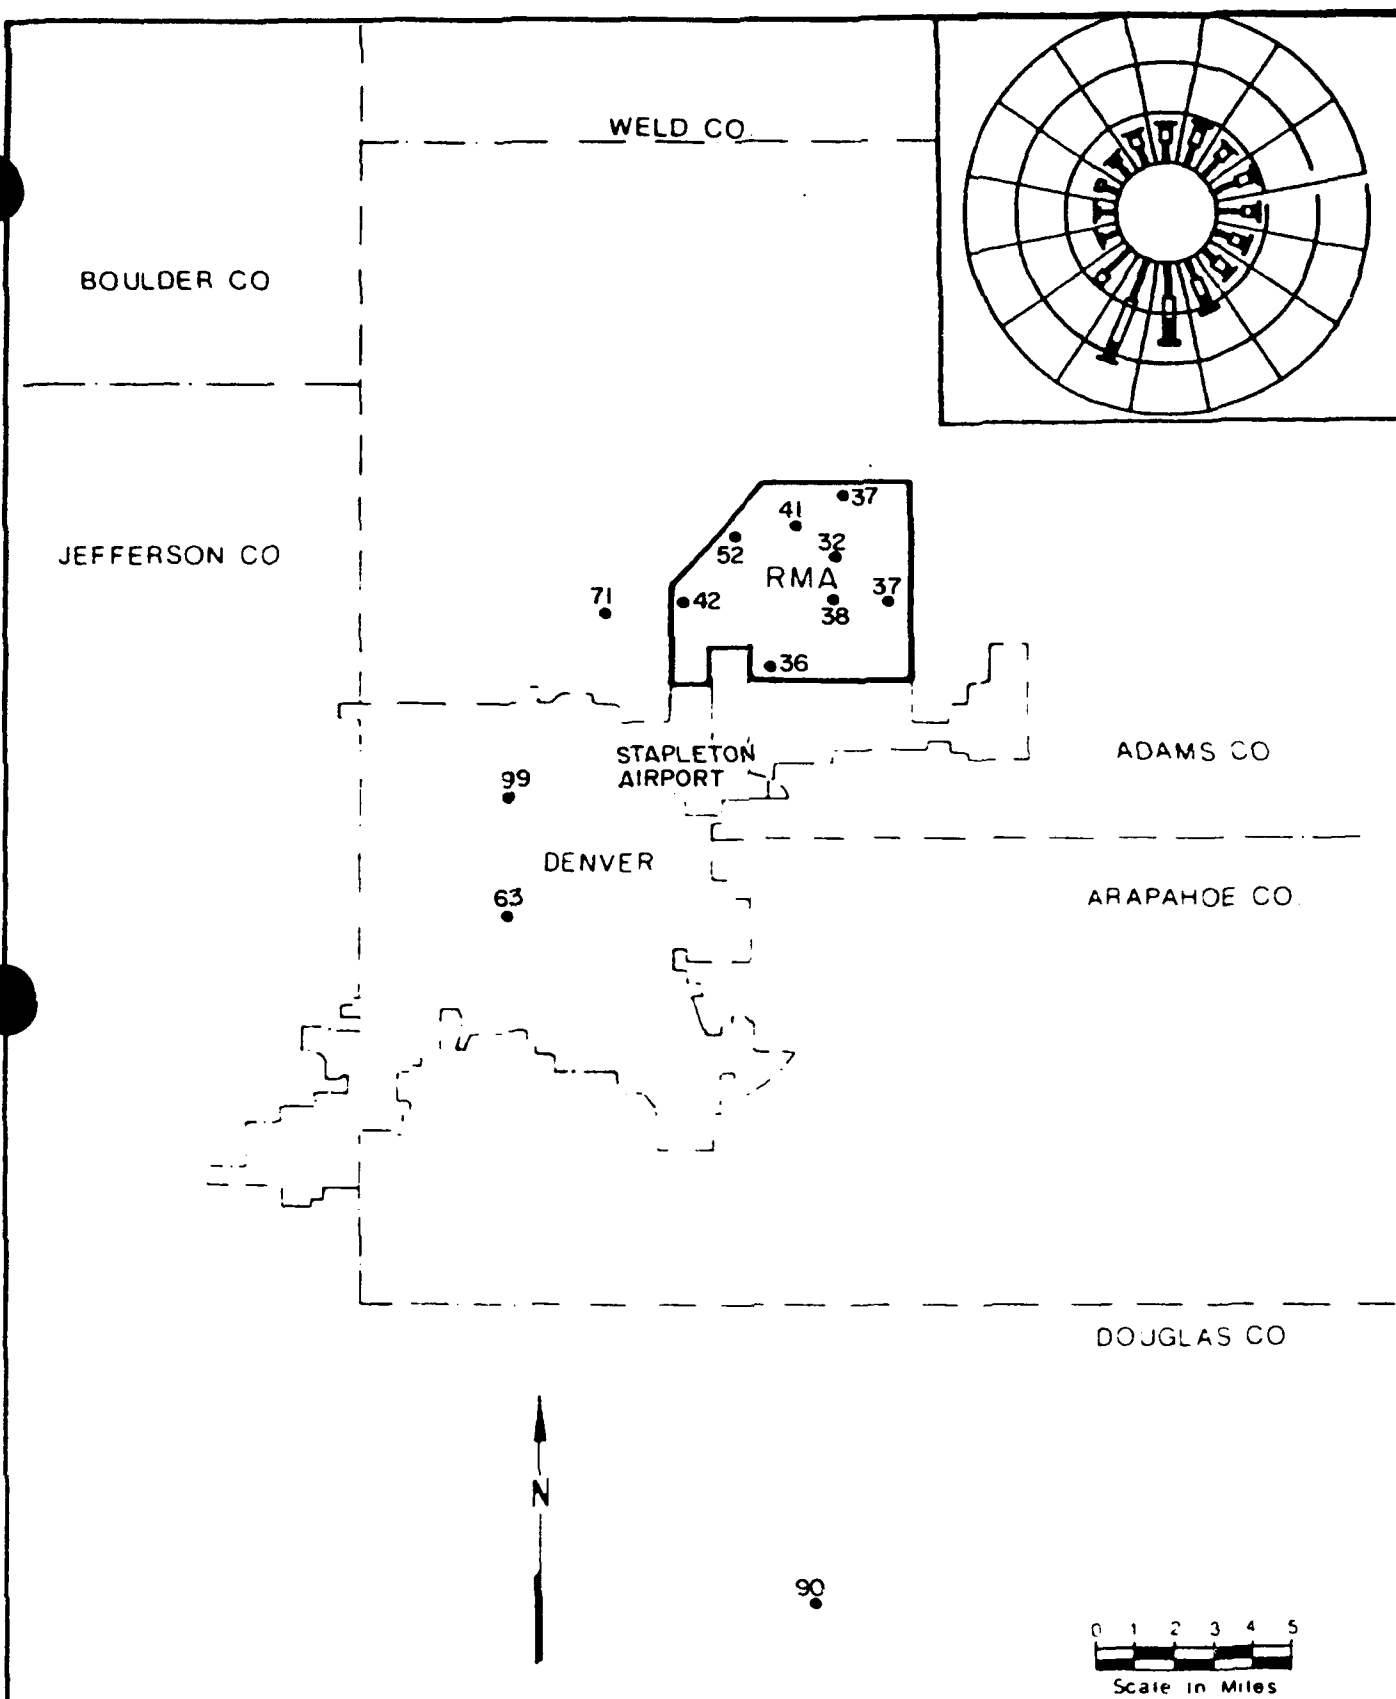 WELD CO.
BOULDER CO
37
41
JEFFERSON CO
52
32
RMA
37
71
42
38
36
STAPLETON
AIRPORT
ADAMS CO
99
DENVER
63
ARAPAHOE CO.
DOUGLAS CO
N
90
0 1 2 3 4 5
Scale in Miles